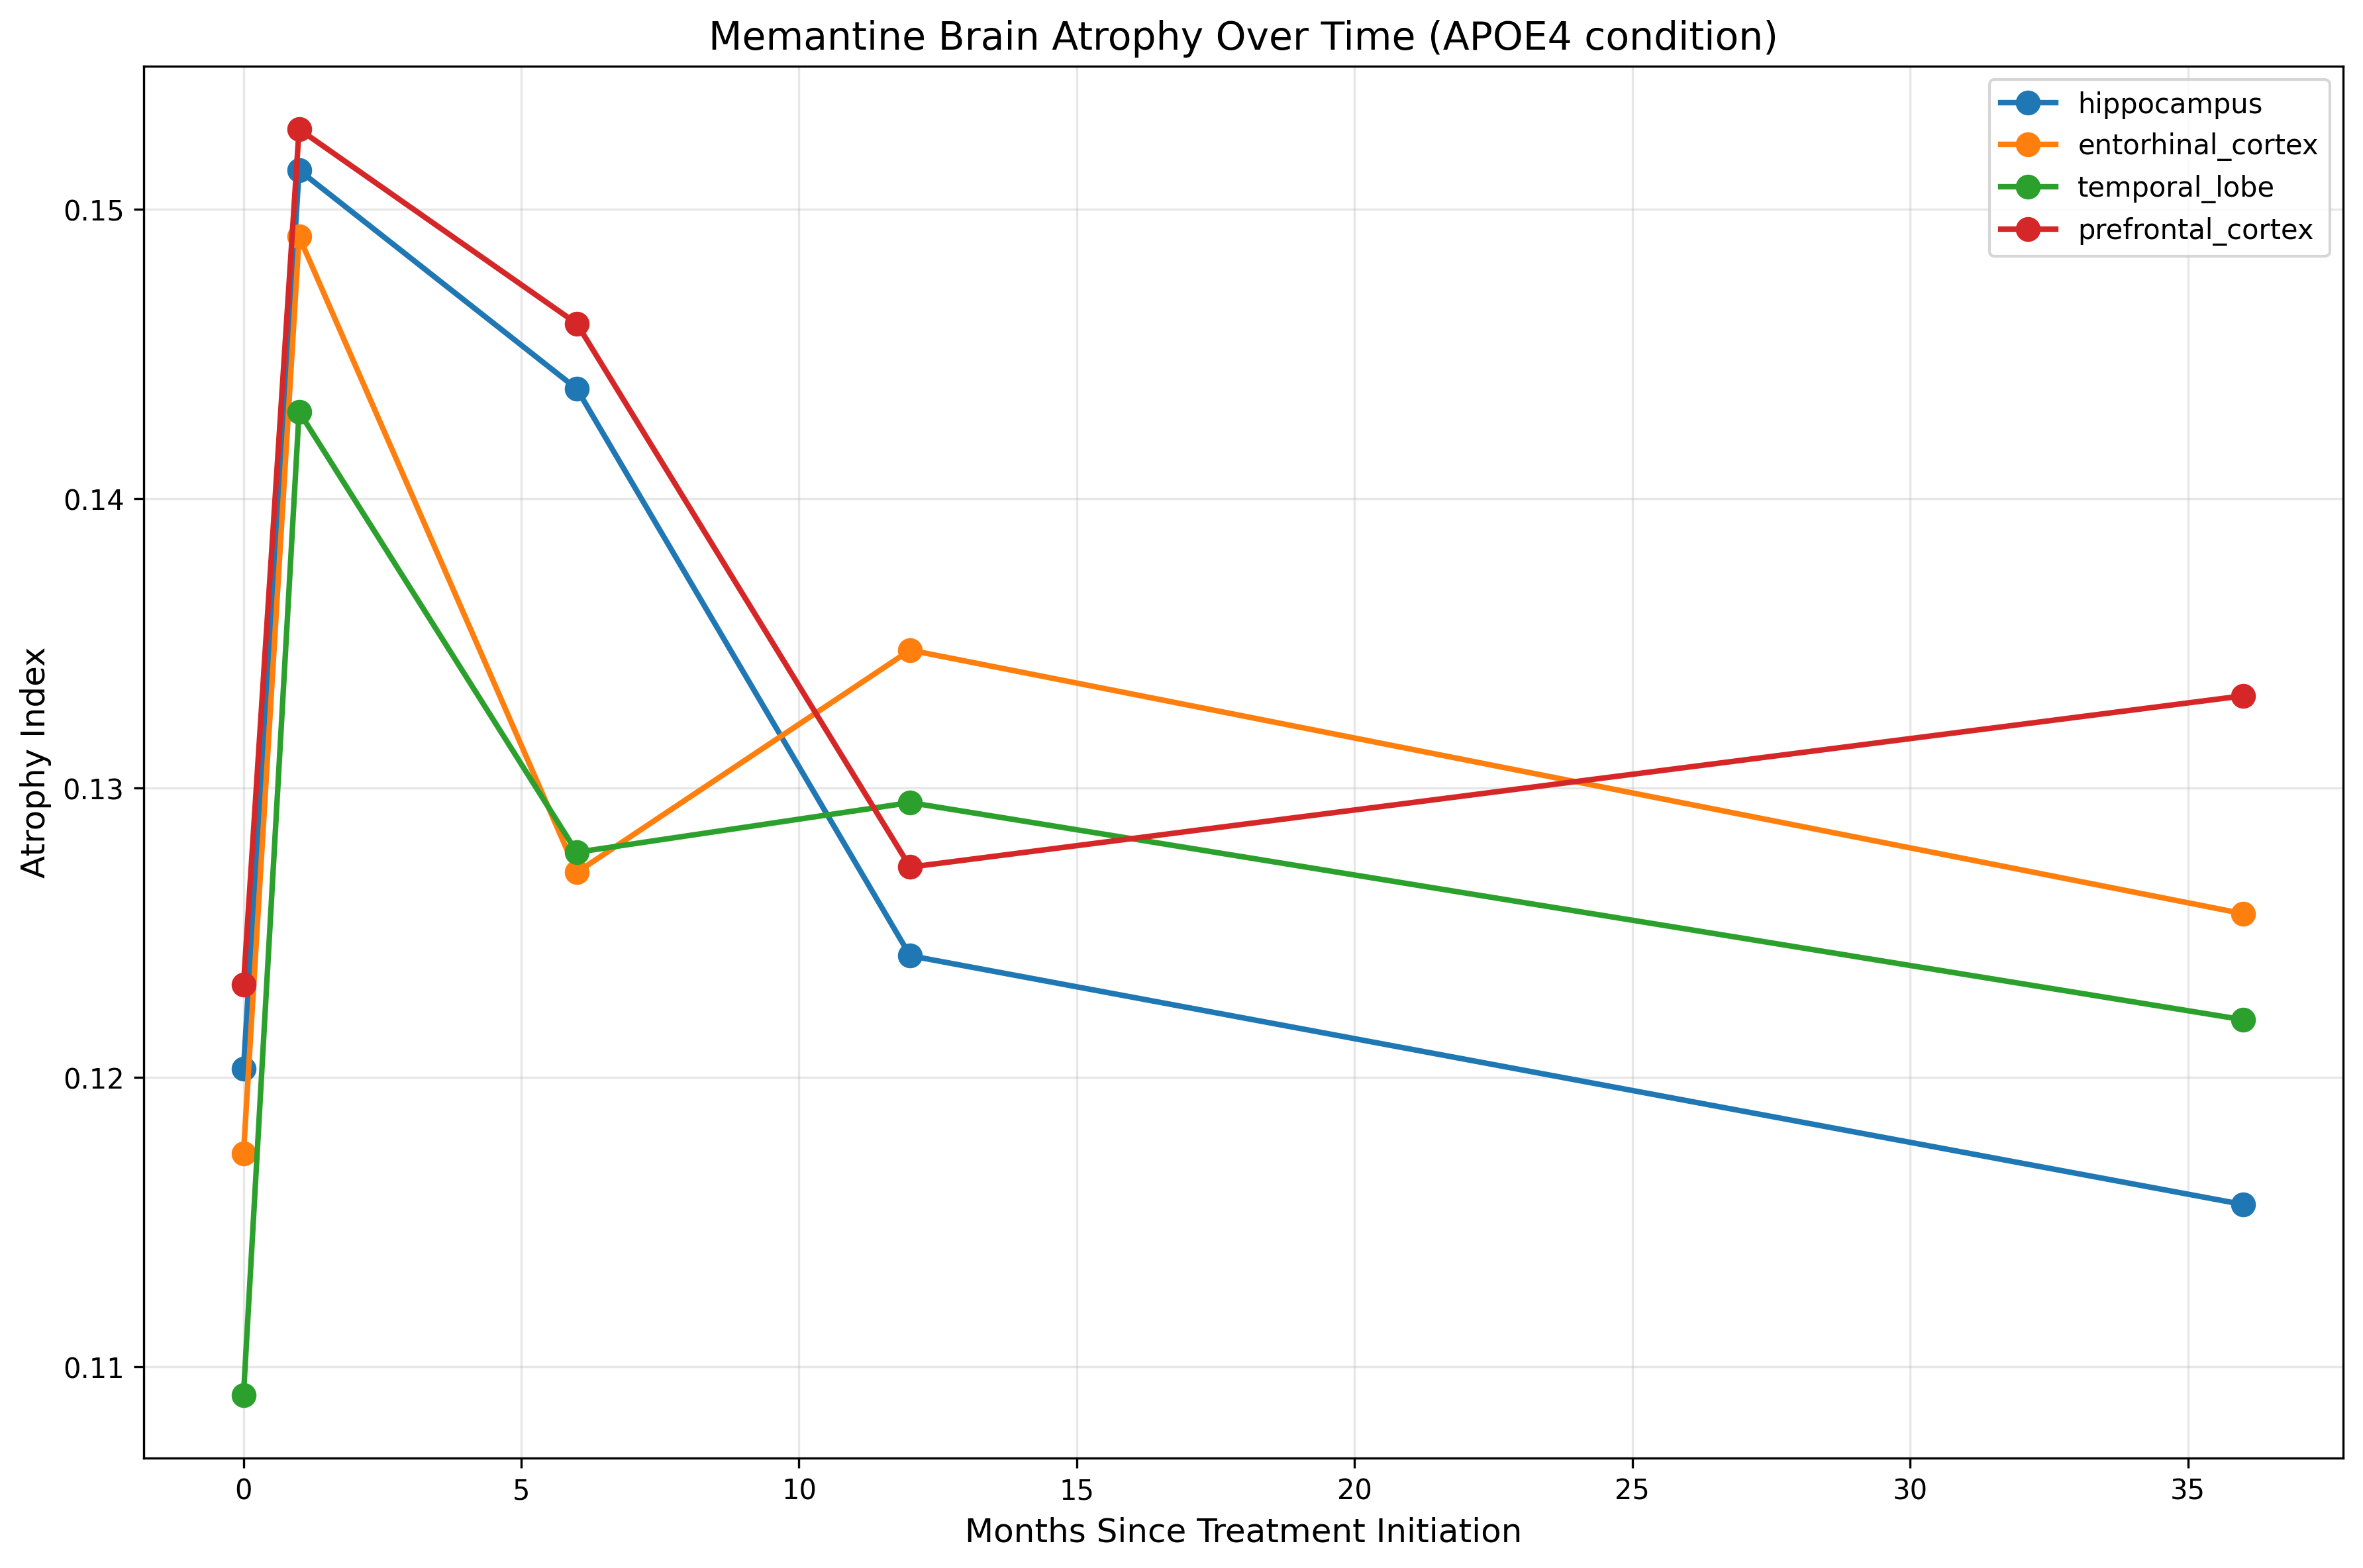 Memantine Brain Atrophy Over Time (APOE4 condition)
hippocampus
entorhinal_cortex
temporal_lobe
prefrontal_cortex
Atrophy Index
0.15
0.14
0.13
0.12
0.11
0 5 10 15 20 25 30 35
Months Since Treatment Initiation